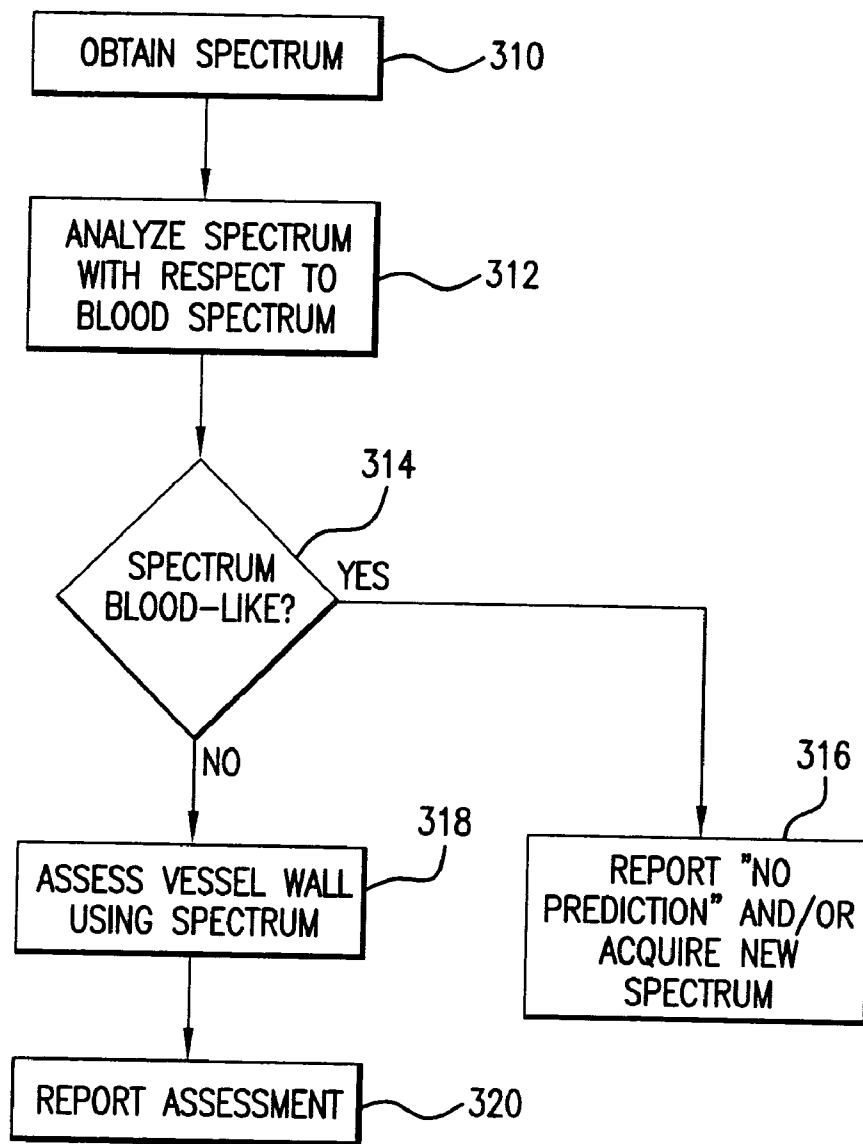 OBTAIN SPECTRUM
310
ANALYZE SPECTRUM
WITH RESPECT TO
BLOOD SPECTRUM
312
314
SPECTRUM
BLOOD-LIKE?
YES
NO
316
REPORT "NO
PREDICTION" AND/OR
ACQUIRE NEW
SPECTRUM
318
ASSESS VESSEL WALL
USING SPECTRUM
REPORT ASSESSMENT
320